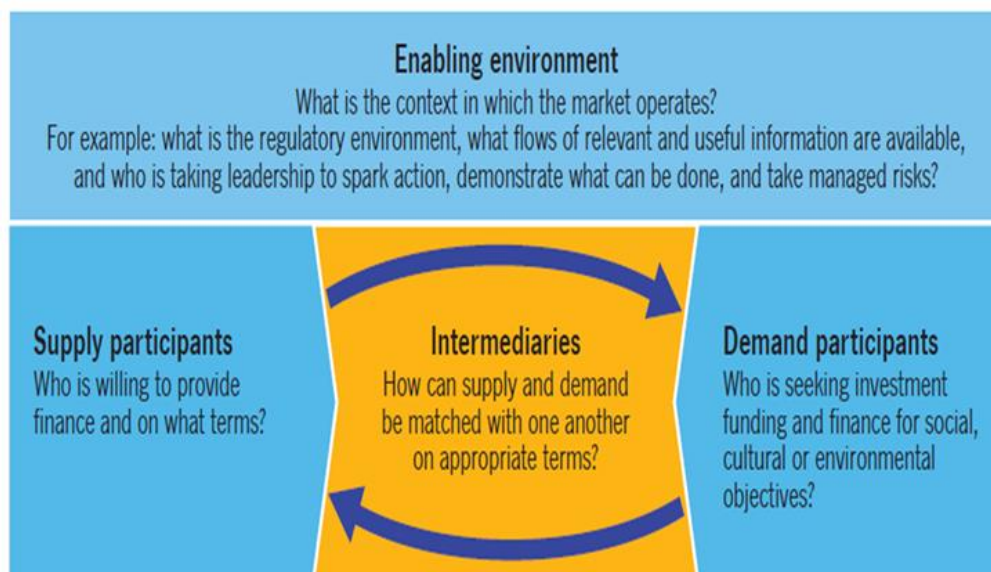 Enabling environment
What is the context in which the market operates?
For example: what is the regulatory environment, what flows of relevant and useful information are available,
and who is taking leadership to spark action, demonstrate what can be done, and take managed risks?
Supply participants
Who is willing to provide
finance and on what terms?
Intermediaries
How can supply and demand
be matched with one another
on appropriate terms?
Demand participants
Who is seeking investment
funding and finance for social,
cultural or environmental
objectives?